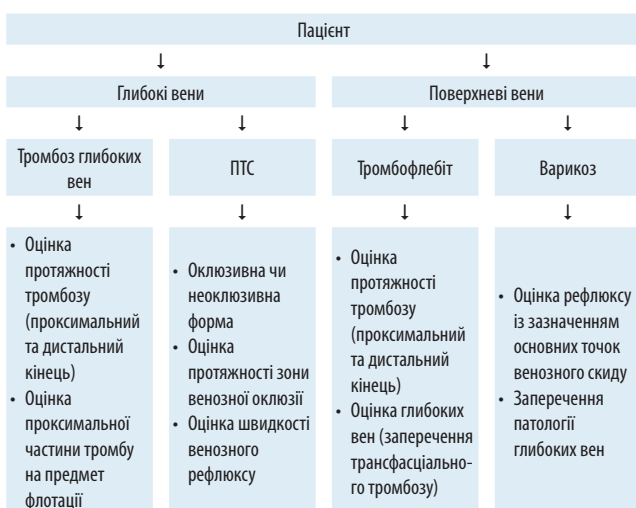 Пацієнт
↓ ↓
Глибокі вени
Поверхневі вени
↓ ↓ ↓ ↓
Тромбоз глибоких
вен
ПТС
Тромбофлебіт
Варикоз
↓ ↓ ↓ ↓
• Оцінка
протяжності
тромбозу
(проксимальний
та дистальний
кінець)
• Оцінка
проксимальної
частини тромбу
на предмет
флотації
• Оклюзивна чи
неоклюзивна
форма
• Оцінка
протяжності зони
венозної оклюзії
• Оцінка швидкості
венозного
рефлюксу
• Оцінка
протяжності
тромбозу
(проксимальний
та дистальний
кінець)
• Оцінка глибоких
вен (заперечення
трансфасціально-
го тромбозу)
• Оцінка рефлюксу
із зазначенням
основних точок
венозного скиду
• Заперечення
патології
глибоких вен